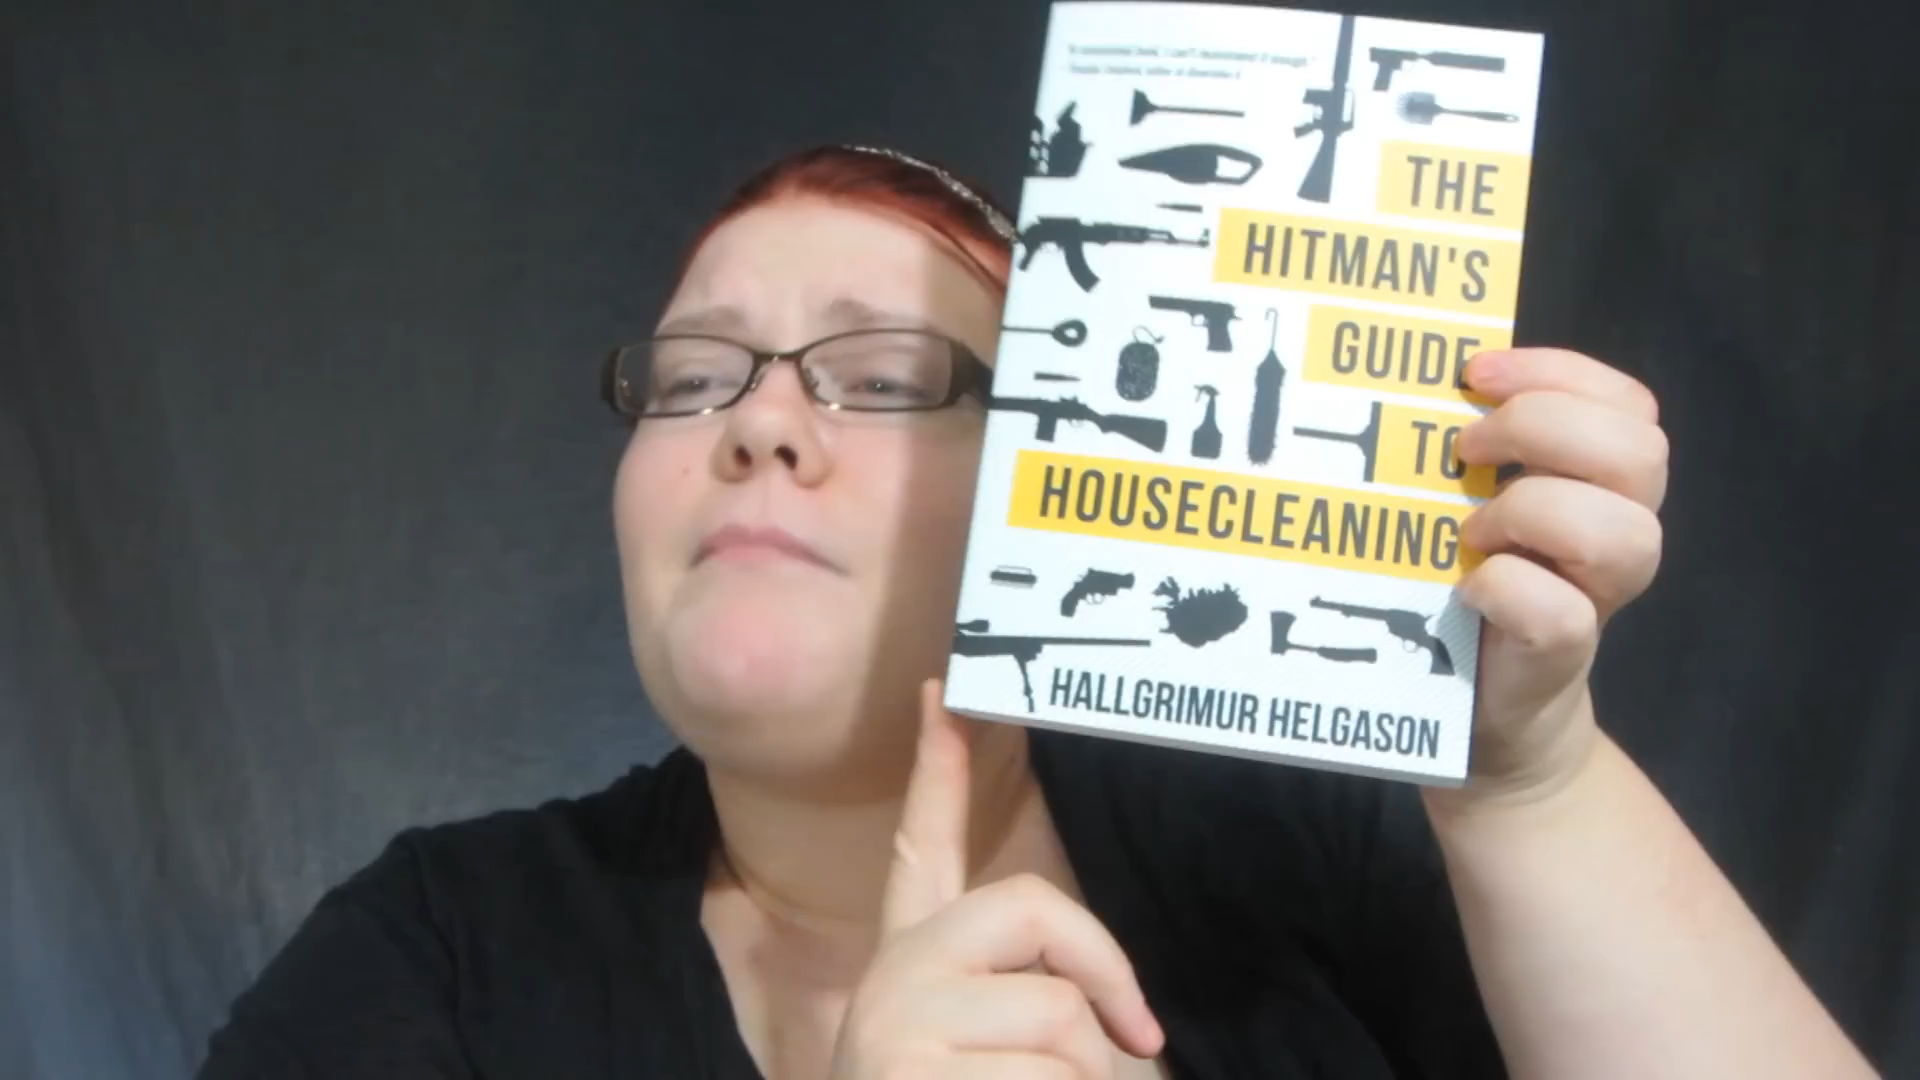 THE
HITMAN'S
GUIDE
TO
HOUSECLEANING
HALLGRIMUR HELGASON